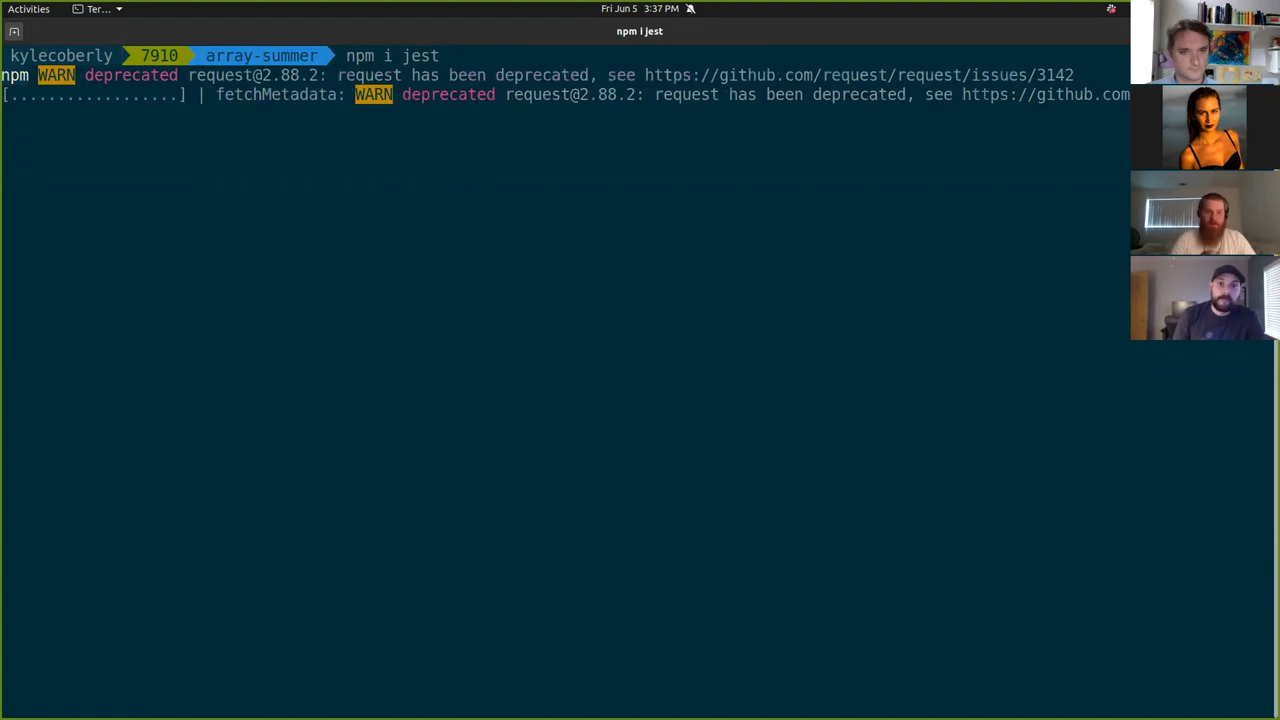 Activities
Ter...
Fri Jun 5 3:37 PM
npm i jest
kylecoberly 7910 array-summer npm i jest
npm WARN deprecated request@2.88.2: request has been deprecated, see https://github.com/request/request/issues/3142
[..................] | fetchMetadata: WARN deprecated request@2.88.2: request has been deprecated, see https://github.com